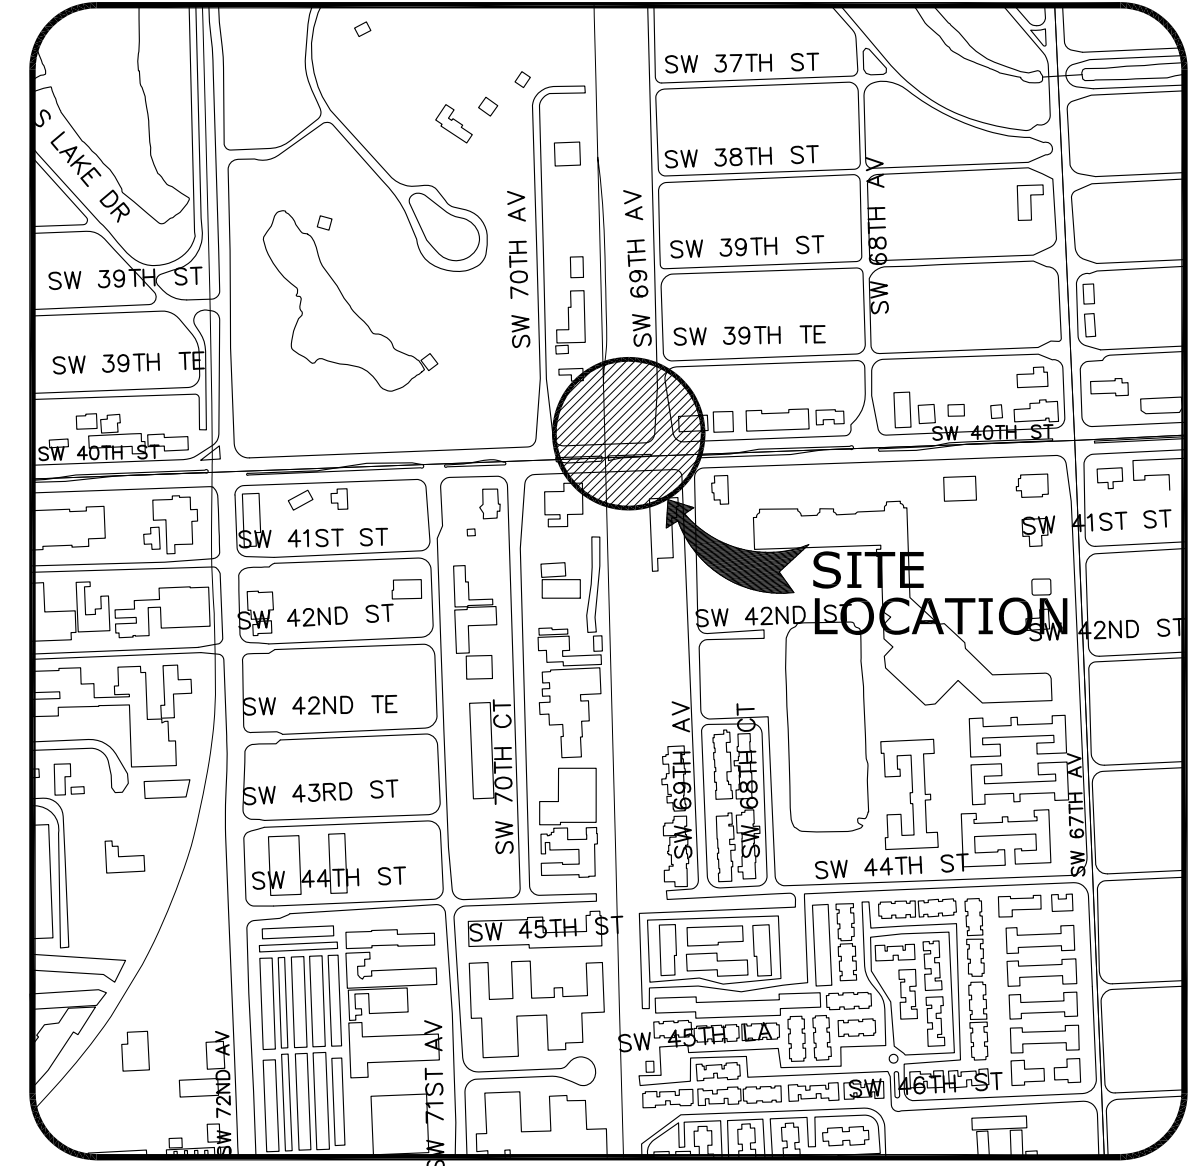 SW 37TH ST
S LAKE DR
SW 38TH ST
SW 70TH AV
SW 69TH AV
SW 68TH AV
SW 39TH ST
SW 39TH ST
SW 39TH TE
SW 39TH TE
SW 40TH ST
SW 40TH ST
SW 41ST ST
SW 41ST ST
SITE
LOCATION
SW 42ND ST
SW 42ND ST
SW 42ND ST
SW 42ND TE
SW 70TH CT
SW 69TH AV
SW 68TH CT
SW 67TH AV
SW 43RD ST
SW 44TH ST
SW 44TH ST
SW 45TH ST
SW 45TH LA
SW 46TH ST
SW 72ND AV
SW 71ST AV